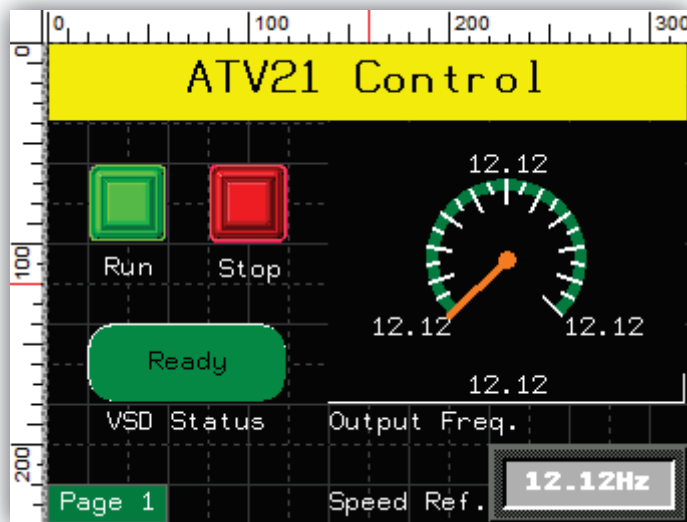 0 100 200 300
0
100
200
ATV21 Control
12.12
Run Stop
12.12 12.12
Ready
12.12
VSD Status Output Freq.
12.12Hz
Page 1 Speed Ref.